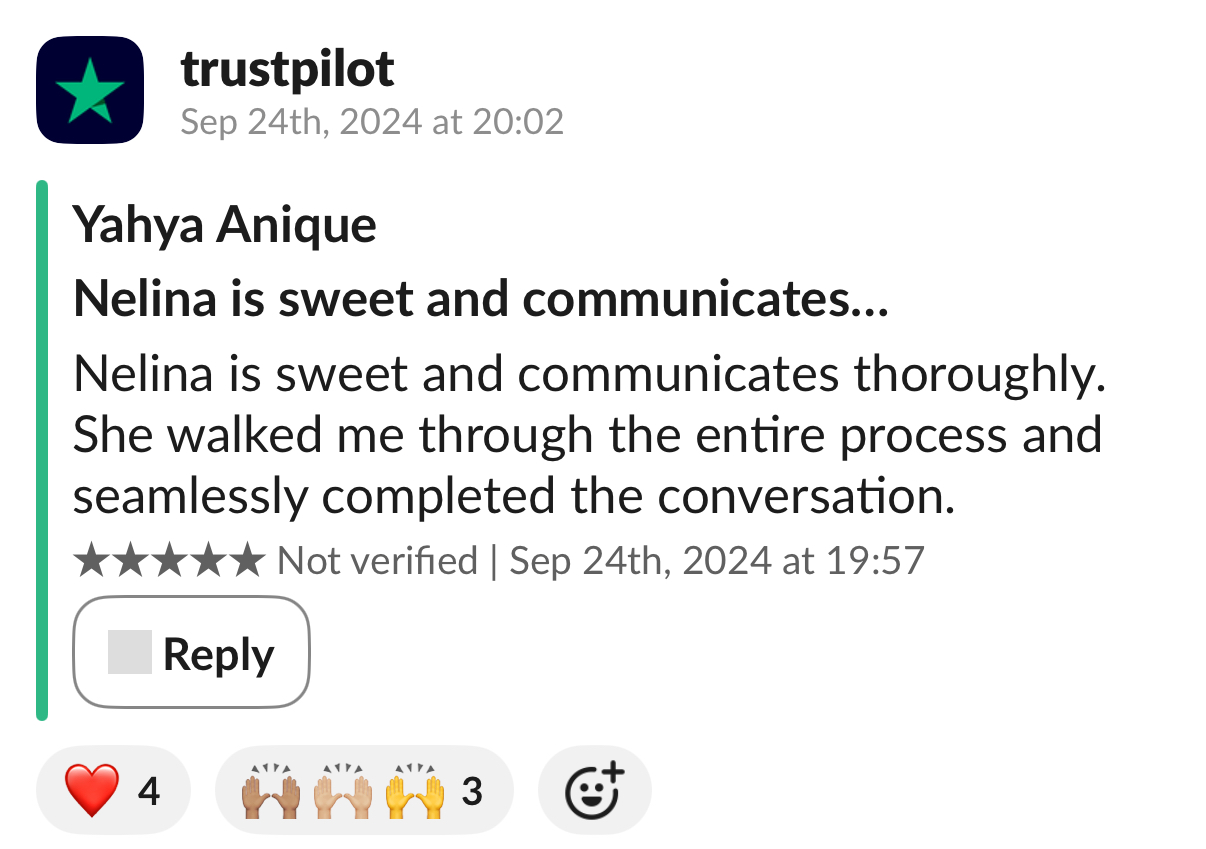 trustpilot
Sep 24th, 2024 at 20:02
Yahya Anique
Nelina is sweet and communicates...
Nelina is sweet and communicates thoroughly.
She walked me through the entire process and
seamlessly completed the conversation.
★★★★★ Not verified | Sep 24th, 2024 at 19:57
Reply
4
3